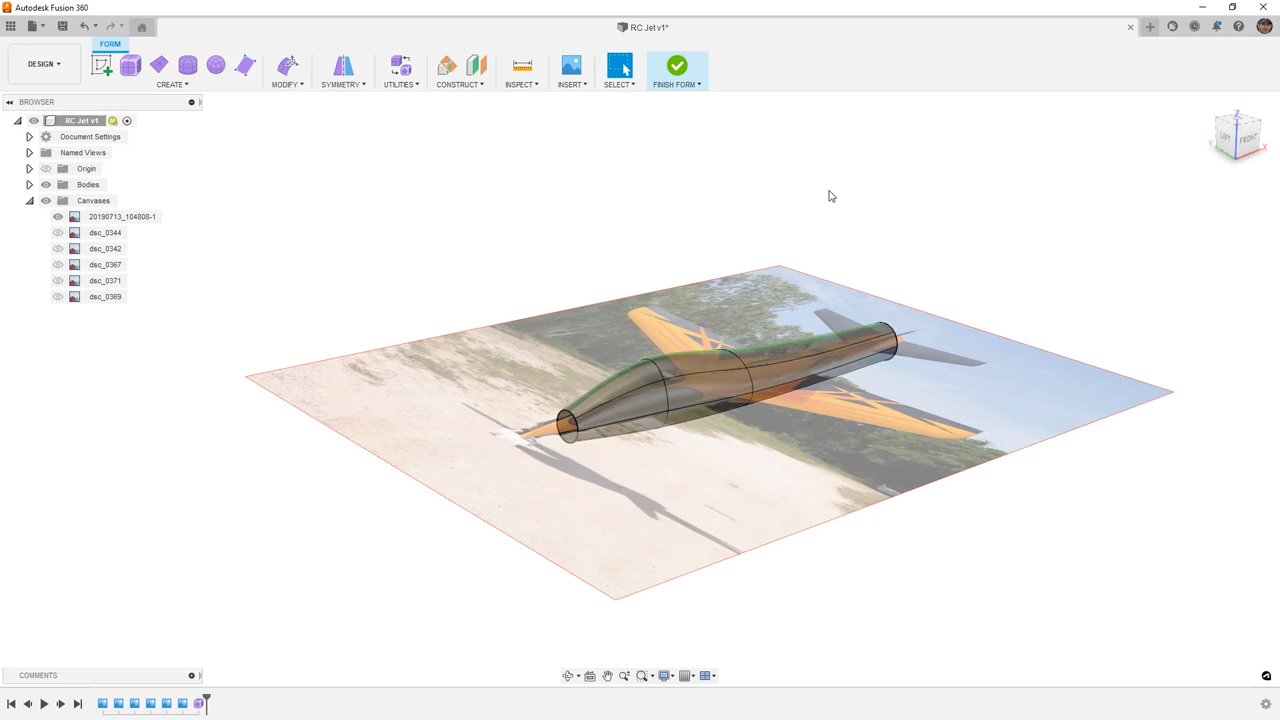 Autodesk Fusion 360
RC Jet v1*
FORM
DESIGN
CREATE
MODIFY
SYMMETRY
UTILITIES
CONSTRUCT
INSPECT
INSERT
SELECT
FINISH FORM
BROWSER
RC Jet v1
Document Settings
Named Views
Origin
Bodies
Canvases
20190713_104808-1
dsc_0344
dsc_0342
dsc_0367
dsc_0371
dsc_0369
Z
LEFT
FRONT
Y
X
COMMENTS